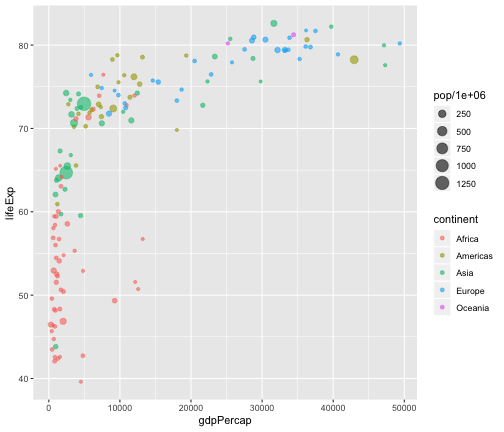 80
70
60
50
40
lifeExp
0
10000
20000
30000
40000
50000
gdpPercap
pop/1e+06
250
500
750
1000
1250
continent
Africa
Americas
Asia
Europe
Oceania